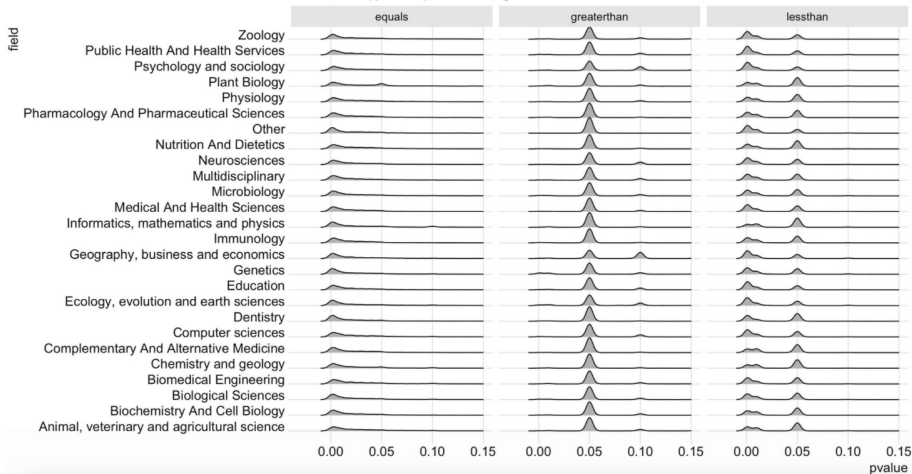 equals greaterthan lessthan
field
Zoology
Public Health And Health Services
Psychology and sociology
Plant Biology
Physiology
Pharmacology And Pharmaceutical Sciences
Other
Nutrition And Dietetics
Neurosciences
Multidisciplinary
Microbiology
Medical And Health Sciences
Informatics, mathematics and physics
Immunology
Geography, business and economics
Genetics
Education
Ecology, evolution and earth sciences
Dentistry
Computer sciences
Complementary And Alternative Medicine
Chemistry and geology
Biomedical Engineering
Biological Sciences
Biochemistry And Cell Biology
Animal, veterinary and agricultural science
0.00 0.05 0.10 0.15 0.00 0.05 0.10 0.15 0.00 0.05 0.10 0.15
pvalue